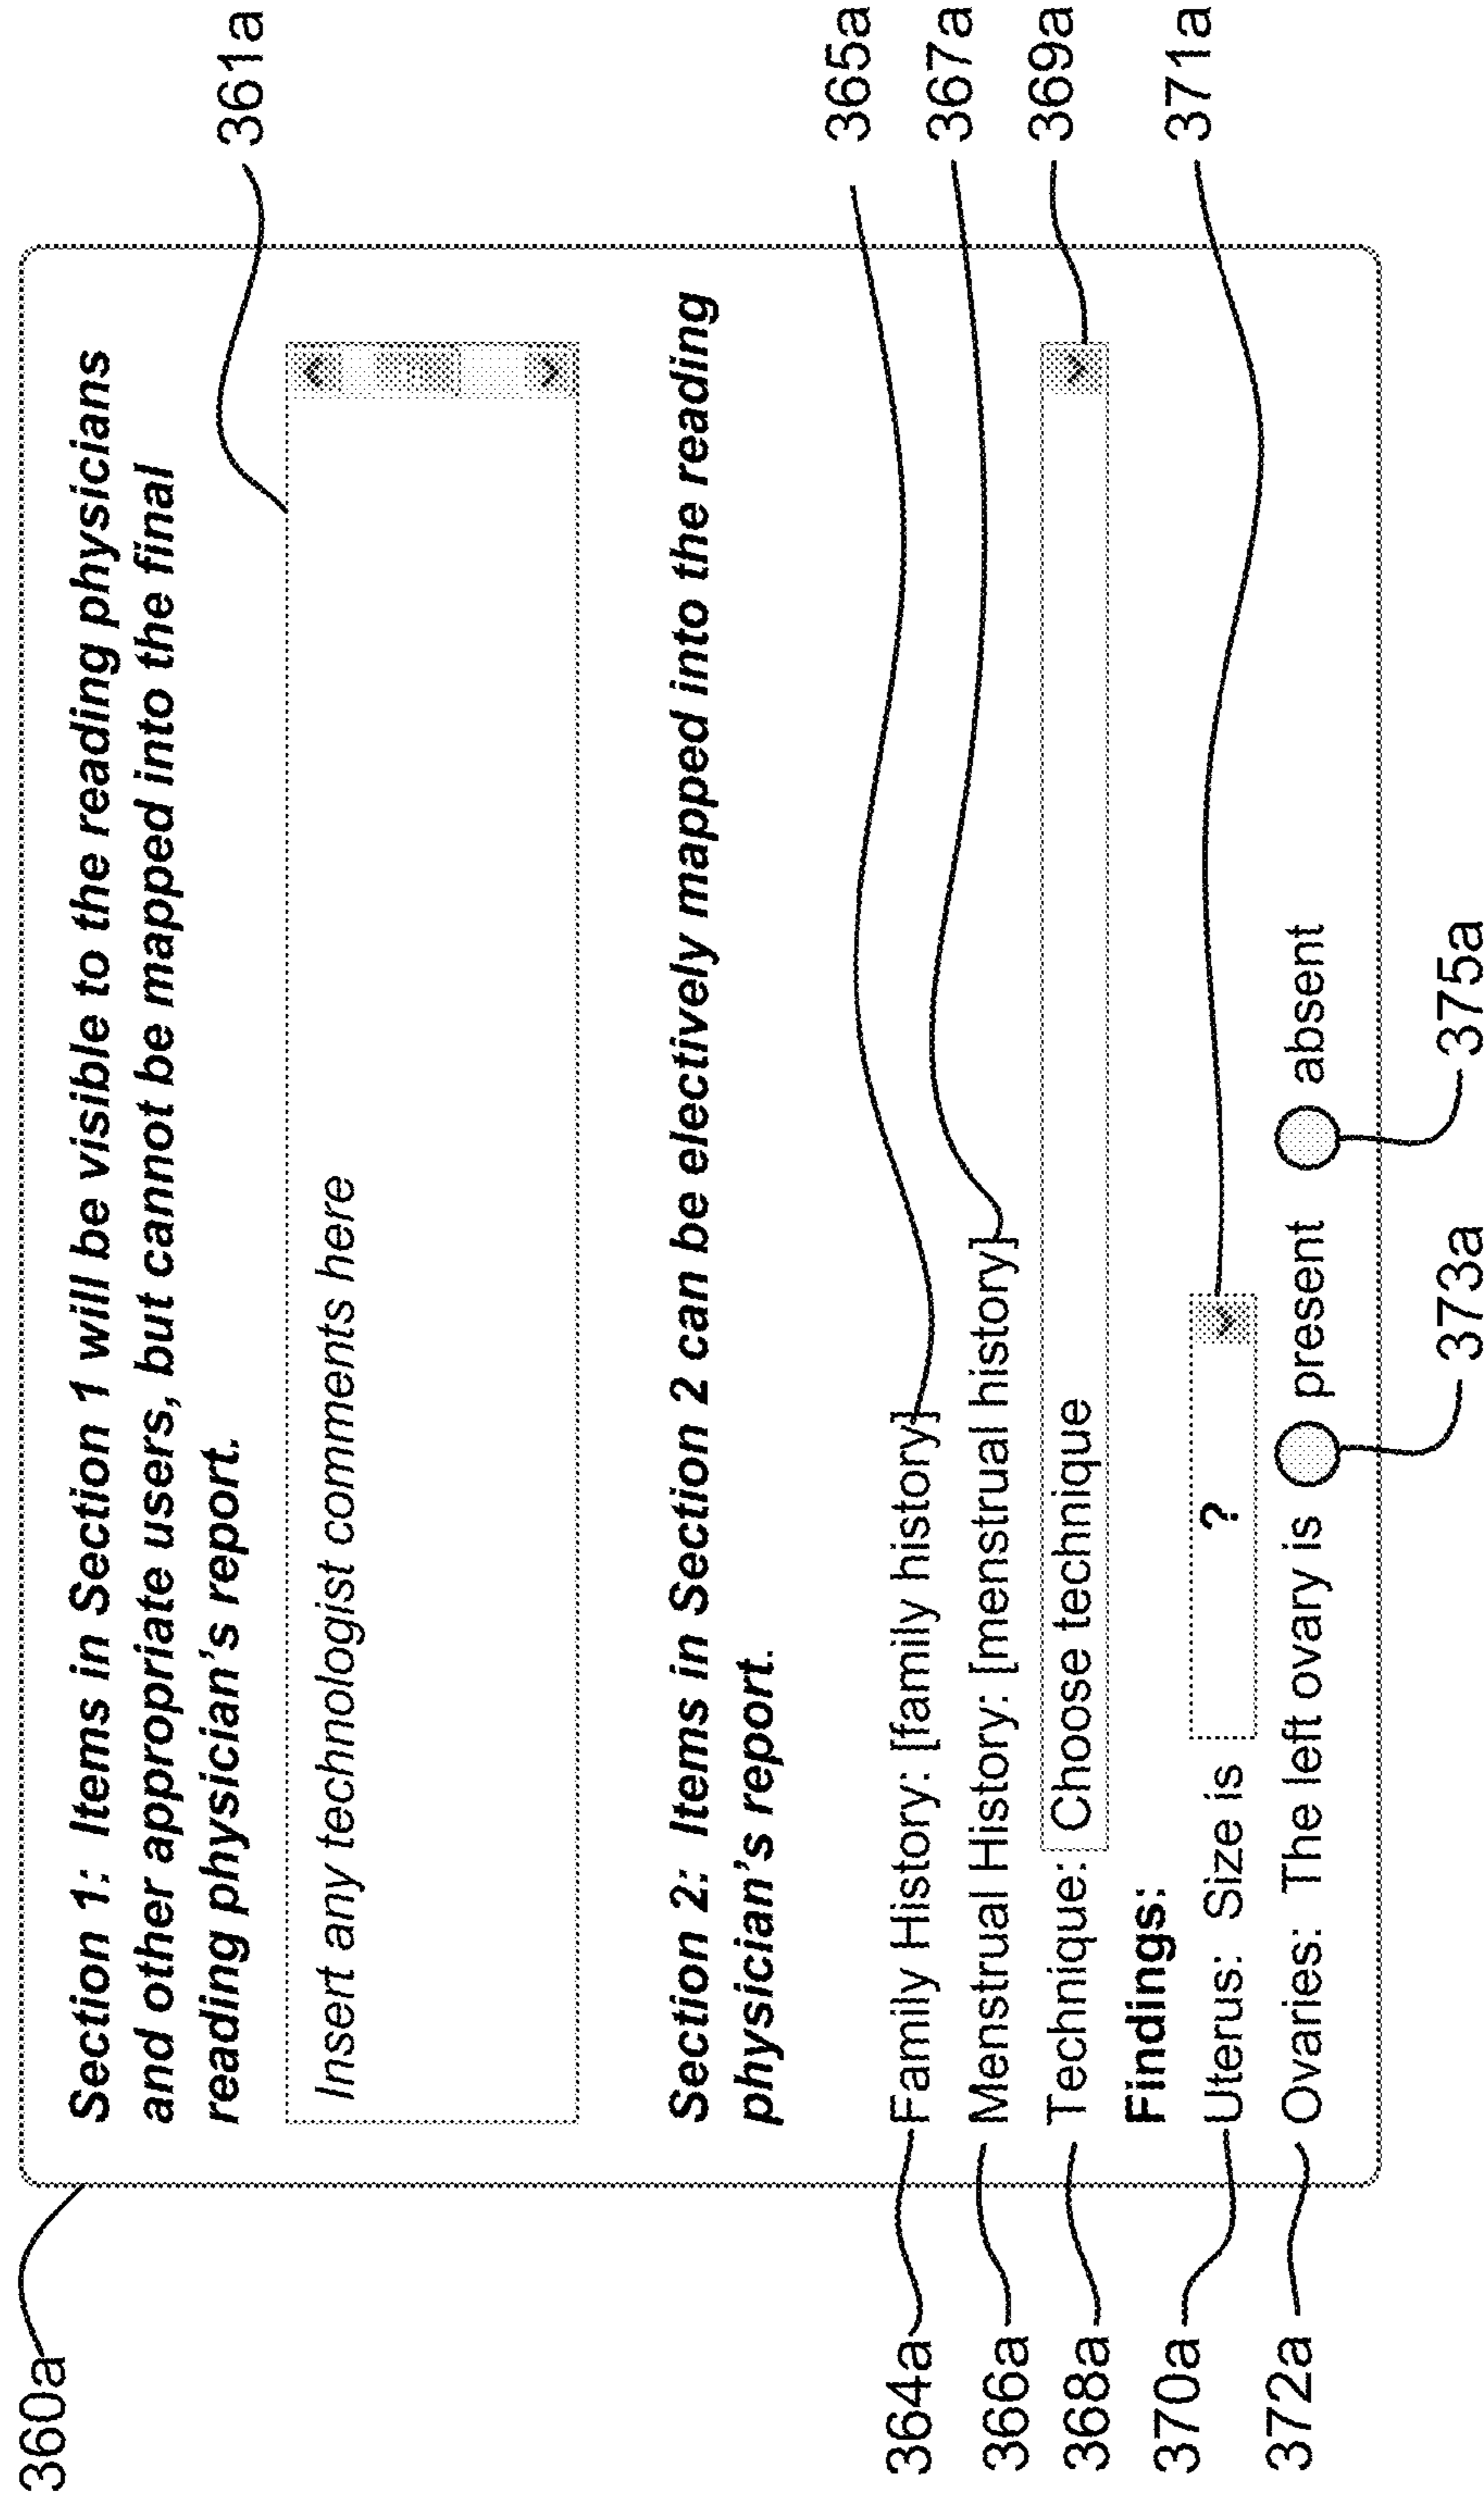 360a
361a
Section 1: Items in Section 1 will be visible to the reading physicians
and other appropriate users, but cannot be mapped into the final
reading physician's report.
Insert any technologist comments here
Section 2: Items in Section 2 can be electively mapped into the reading
physician's report.
364a Family History: [family history] 365a
366a Menstrual History: [menstrual history] 367a
368a Technique: Choose technique 369a
Findings:
370a Uterus: Size is ? 371a
372a Ovaries: The left ovary is present absent
373a 375a